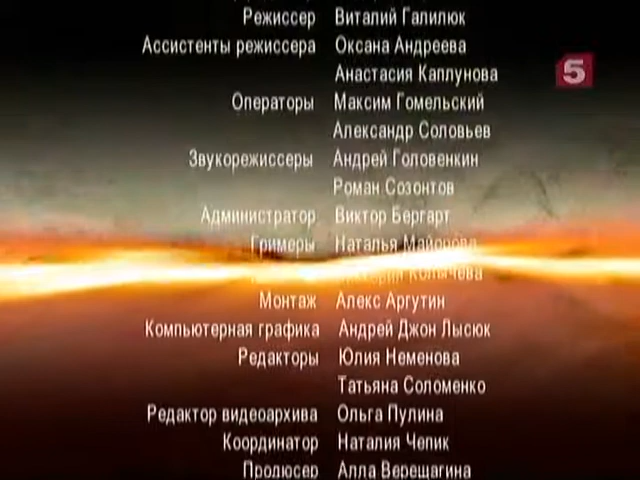 Режиссер Виталий Галилюк
Ассистенты режиссера Оксана Андреева
Анастасия Каплунова
5
Операторы Максим Гомельский
Александр Соловьев
Звукорежиссеры Андрей Головенкин
Роман Созонтов
Администратор Виктор Бергарт
Гримеры Наталья Майорова
Копычева
Монтаж Алекс Аргутин
Компьютерная графика Андрей Джон Лысюк
Редакторы Юлия Неменова
Татьяна Соломенко
Редактор видеоархива Ольга Пулина
Координатор Наталия Чепик
Продюсер Алла Верещагина